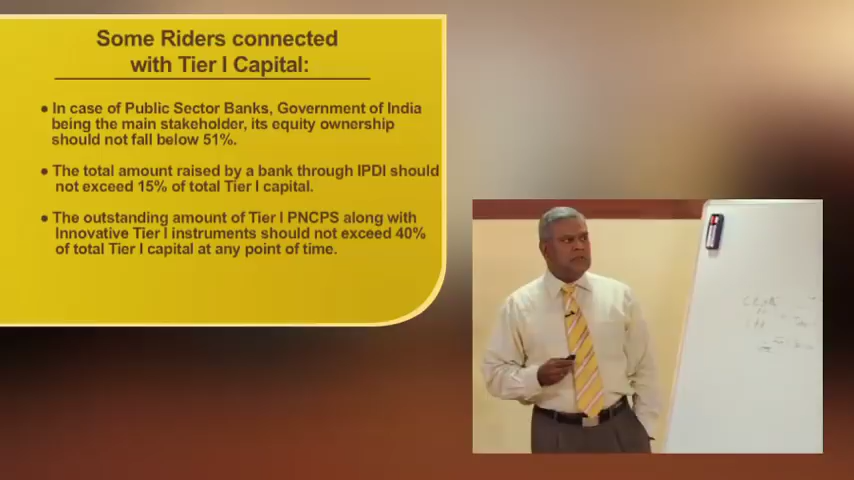 Some Riders connected
with Tier I Capital:
● In case of Public Sector Banks, Government of India
being the main stakeholder, its equity ownership
should not fall below 51%.
● The total amount raised by a bank through IPDI should
not exceed 15% of total Tier I capital.
● The outstanding amount of Tier I PNCPS along with
Innovative Tier I instruments should not exceed 40%
of total Tier I capital at any point of time.